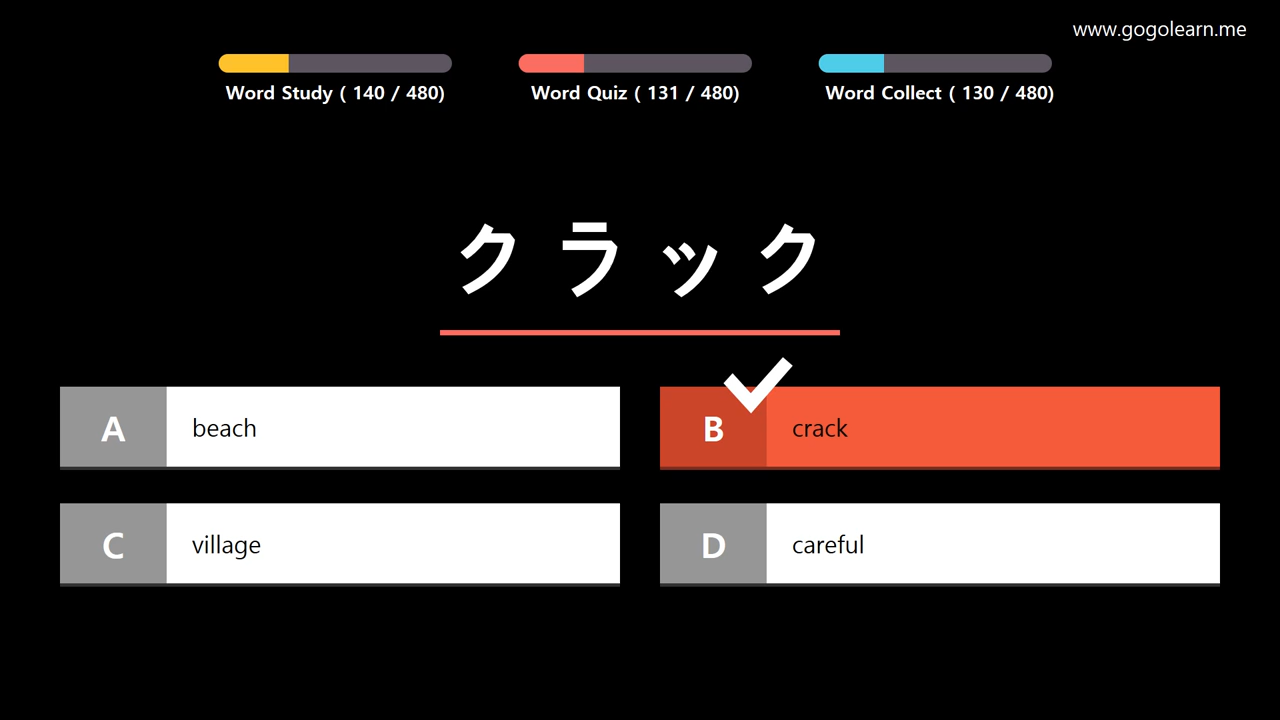 www.gogolearn.me
Word Study ( 140 / 480)
Word Quiz ( 131 / 480)
Word Collect ( 130 / 480)
クラック
A beach
B crack
C village
D careful